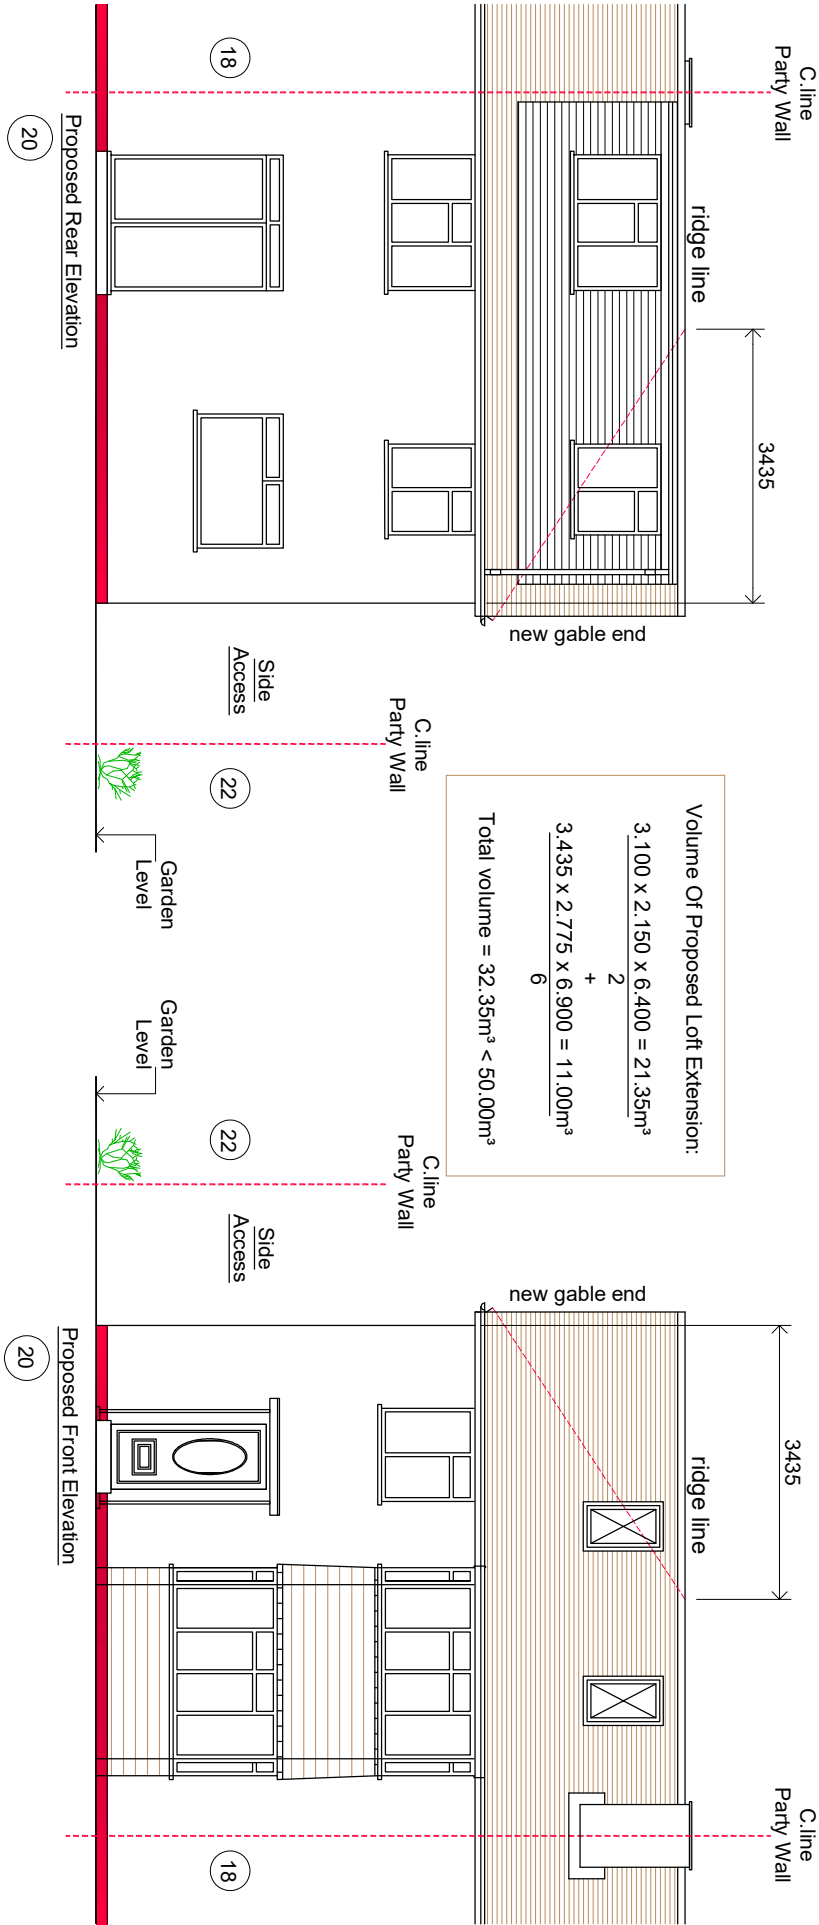 C.line
Party Wall
ridge line
3435
new gable end
18
Side
Access
C.line
Party Wall
22
Garden
Level
Proposed Rear Elevation
20
Volume Of Proposed Loft Extension:
3.100 x 2.150 x 6.400 = 21.35m³
2
+
3.435 x 2.775 x 6.900 = 11.00m³
6
Total volume = 32.35m³ < 50.00m³
C.line
Party Wall
ridge line
3435
new gable end
C.line
Party Wall
22
Side
Access
Garden
Level
18
Proposed Front Elevation
20